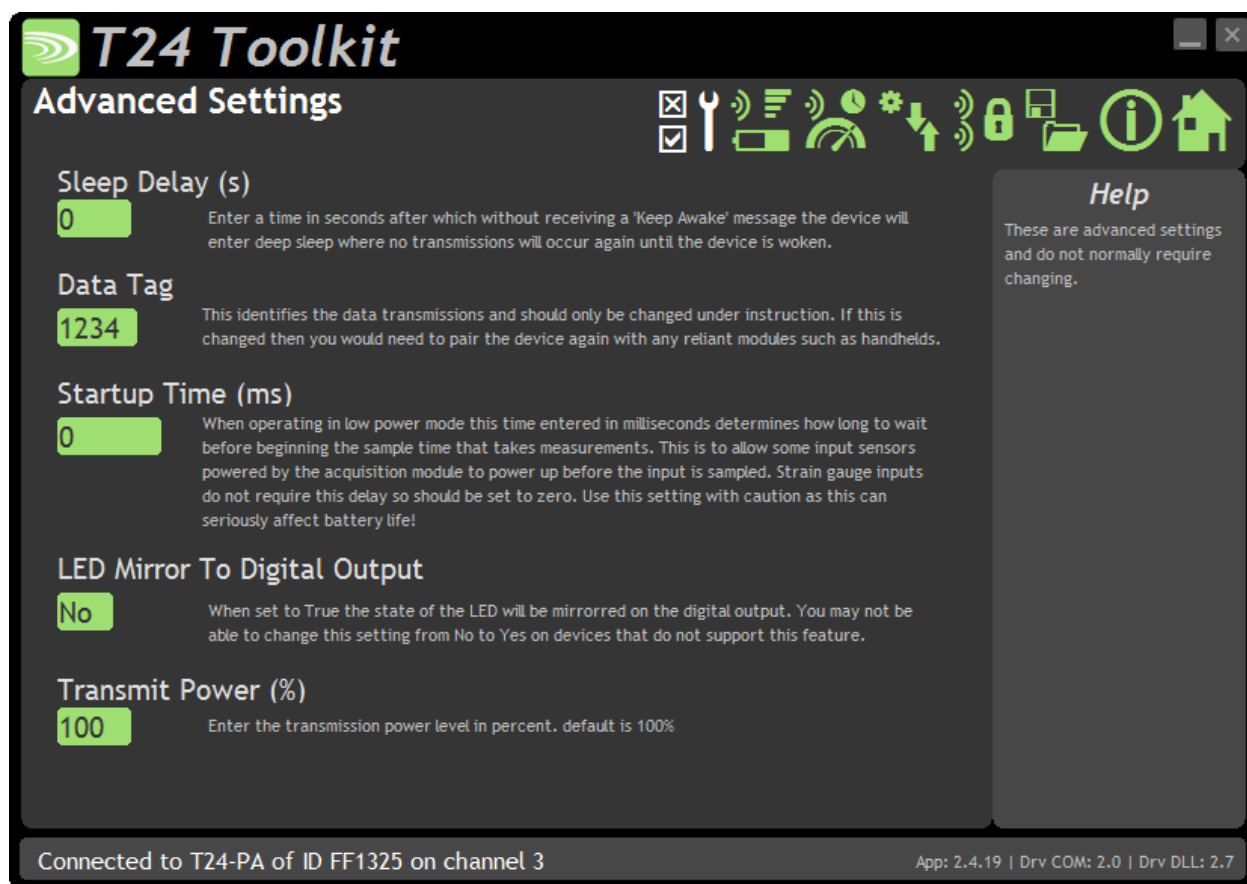 T24 Toolkit
Advanced Settings
Sleep Delay (s)
0
Enter a time in seconds after which without receiving a 'Keep Awake' message the device will
enter deep sleep where no transmissions will occur again until the device is woken.
Data Tag
1234
This identifies the data transmissions and should only be changed under instruction. If this is
changed then you would need to pair the device again with any reliant modules such as handhelds.
Startup Time (ms)
0
When operating in low power mode this time entered in milliseconds determines how long to wait
before beginning the sample time that takes measurements. This is to allow some input sensors
powered by the acquisition module to power up before the input is sampled. Strain gauge inputs
do not require this delay so should be set to zero. Use this setting with caution as this can
seriously affect battery life!
LED Mirror To Digital Output
No
When set to True the state of the LED will be mirrorred on the digital output. You may not be
able to change this setting from No to Yes on devices that do not support this feature.
Transmit Power (%)
100
Enter the transmission power level in percent. default is 100%
Help
These are advanced settings
and do not normally require
changing.
Connected to T24-PA of ID FF1325 on channel 3
App: 2.4.19 | Drv COM: 2.0 | Drv DLL: 2.7